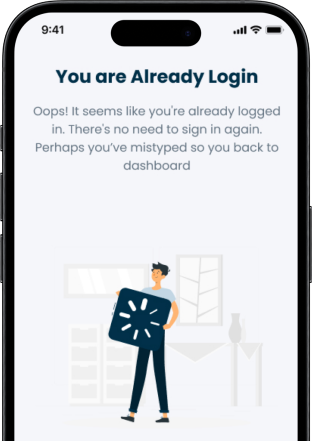 9:41
You are Already Login
Oops! It seems like you're already logged
in. There's no need to sign in again.
Perhaps you've mistyped so you back to
dashboard